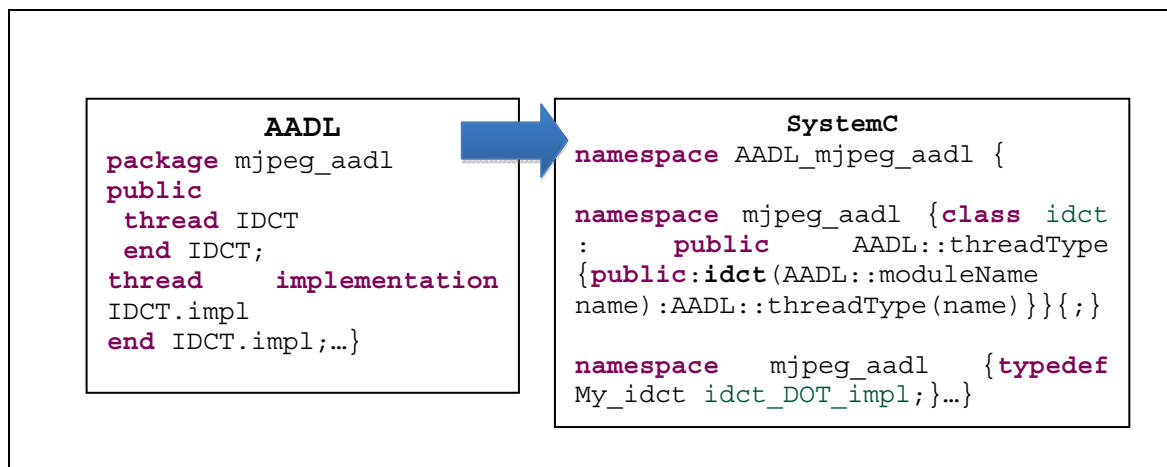 AADL
package mjpeg_aadl
public
thread IDCT
end IDCT;
thread implementation
IDCT.impl
end IDCT.impl;…}
SystemC
namespace AADL_mjpeg_aadl {
namespace mjpeg_aadl {class idct
: public AADL::threadType
{public:idct(AADL::moduleName
name):AADL::threadType(name)}}{;}
namespace mjpeg_aadl {typedef
My_idct idct_DOT_impl;}…}